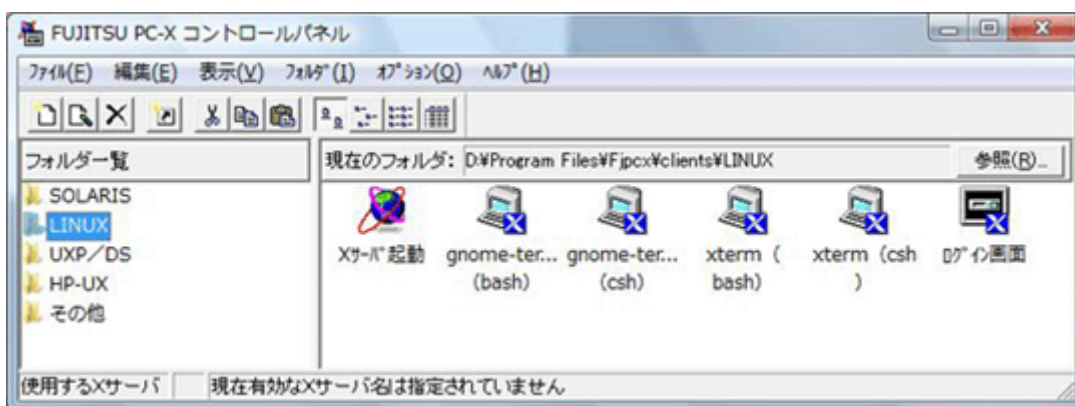 FUJITSU PC-X コントロールパネル
ﾌｧｲﾙ(F) 編集(E) 表示(V) ﾌｫﾙﾀﾞ(I) ｵﾌﾟｼｮﾝ(O) ﾍﾙﾌﾟ(H)
フォルダ一覧
現在のフォルダ: D:¥Program Files¥Fjpcx¥clients¥LINUX 参照(R)...
SOLARIS
LINUX
UXP／DS
HP-UX
その他
Xｻｰﾊﾞ起動
gnome-ter...
(bash)
gnome-ter...
(csh)
xterm (
bash)
xterm (csh
)
ﾛｸﾞｲﾝ画面
使用するXサーバ
現在有効なXサーバ名は指定されていません